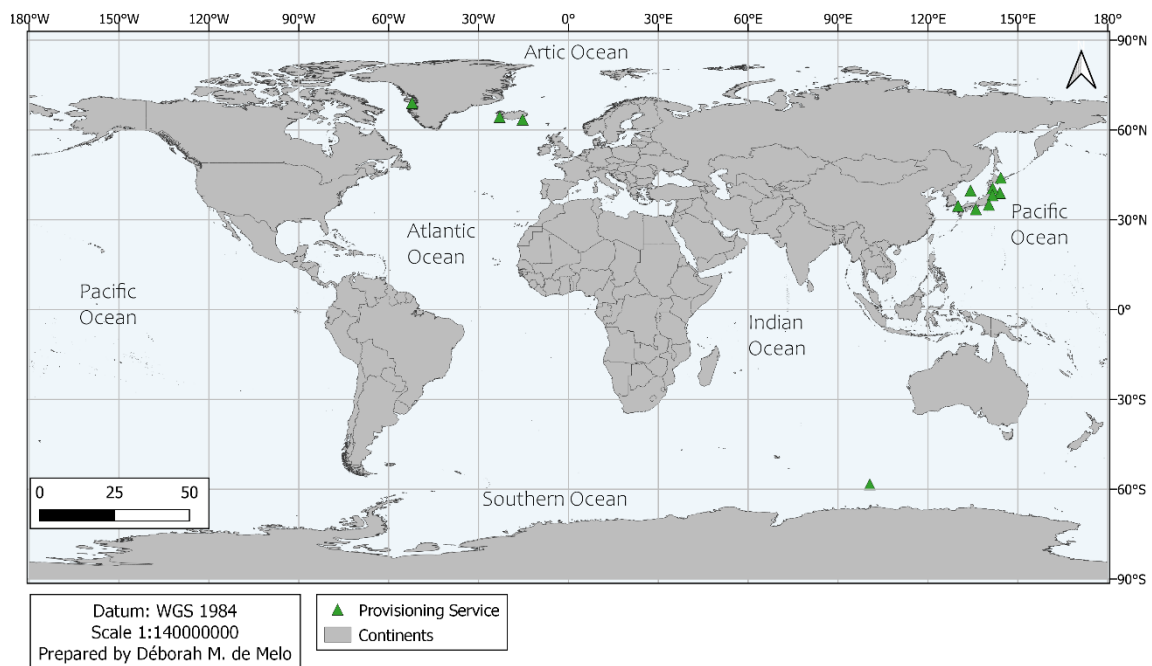 180° 150°W 120°W 90°W 60°W 30°W 0° 30°E 60°E 90°E 120°E 150°E 180°
Artic Ocean
90°N
60°N
Pacific
Ocean
30°N
Atlantic
Ocean
Pacific
Ocean
Indian
Ocean
0°
30°S
0 25 50
Southern Ocean
60°S
90°S
Datum: WGS 1984
Scale 1:140000000
Prepared by Déborah M. de Melo
Provisioning Service
Continents